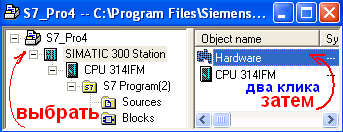 S7_Pro4 -- C:\Program Files\Siemens
S7_Pro4
SIMATIC 300 Station
CPU 314IFM
S7 Program(2)
Sources
Blocks
выбрать
Object name
Sy
Hardware
---
CPU 314IFM
---
два клика
затем